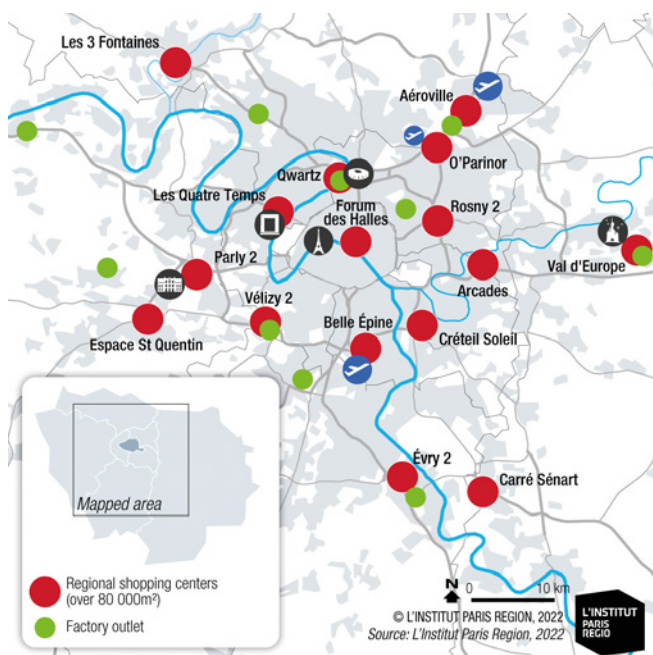 Les 3 Fontaines
Aéroville
O'Parinor
Qwartz
Les Quatre Temps
Forum
des Halles
Rosny 2
Val d'Europe
Parly 2
Arcades
Vélizy 2
Belle Épine
Créteil Soleil
Espace St Quentin
Évry 2
Carré Sénart
Mapped area
Regional shopping centers
(over 80 000m²)
Factory outlet
N
0 10 km
© L'INSTITUT PARIS REGION, 2022
Source: L'Institut Paris Region, 2022
L'INSTITUT
PARIS
REGIO